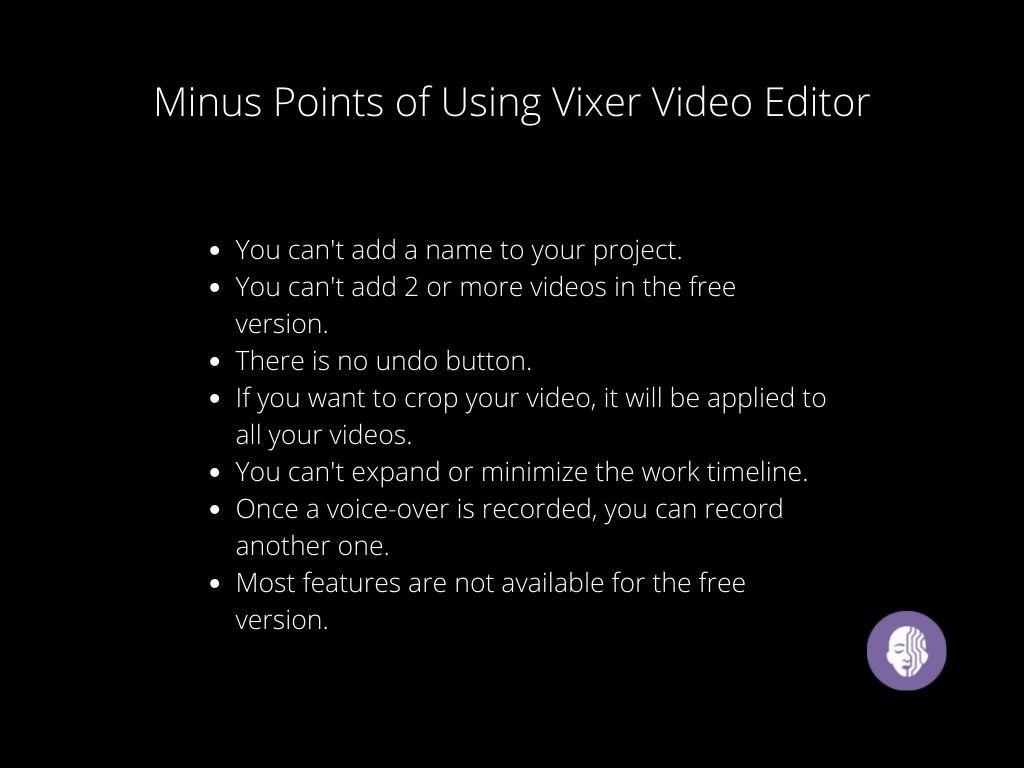 Minus Points of Using Vixer Video Editor
• You can't add a name to your project.
• You can't add 2 or more videos in the free
version.
• There is no undo button.
• If you want to crop your video, it will be applied to
all your videos.
• You can't expand or minimize the work timeline.
• Once a voice-over is recorded, you can record
another one.
• Most features are not available for the free
version.